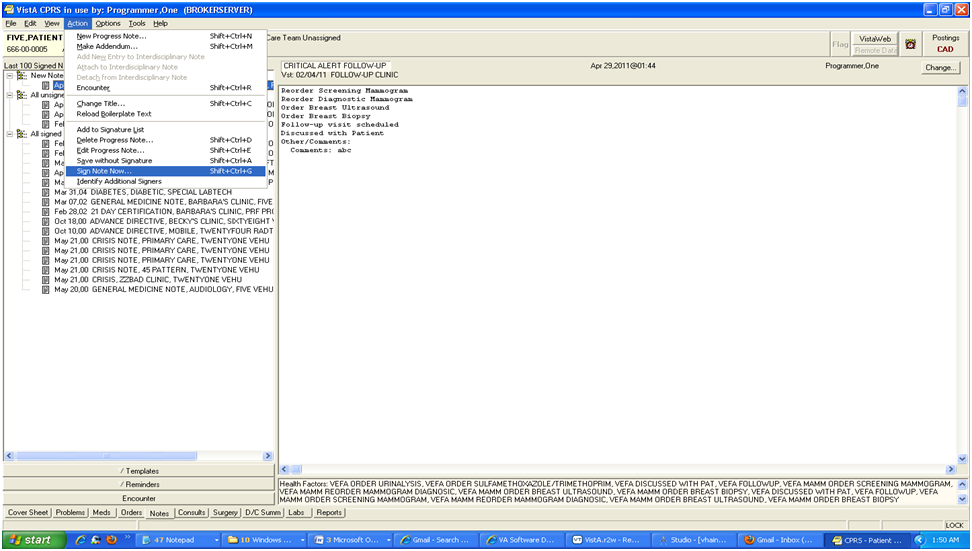 VistA CPRS in use by: Programmer,One (BROKERSERVER)
File Edit View Action Options Tools Help
FIVE,PATIENT
666-00-0005
Care Team Unassigned
Flag
VistaWeb
Remote Data
Postings
CAD
New Progress Note... Shift+Ctrl+N
Make Addendum... Shift+Ctrl+M
Add New Entry to Interdisciplinary Note
Attach to Interdisciplinary Note
Detach from Interdisciplinary Note
Encounter Shift+Ctrl+R
Change Title... Shift+Ctrl+C
Reload Boilerplate Text
Add to Signature List
Delete Progress Note... Shift+Ctrl+D
Edit Progress Note... Shift+Ctrl+E
Save without Signature Shift+Ctrl+A
Sign Note Now... Shift+Ctrl+G
Identify Additional Signers
Last 100 Signed N
New Note
Ap
All unsigne
Ap
Ap
Feb
All signed
Fe
Fe
Ma
Ap
Ma
Mar 31,04 DIABETES, DIABETIC, SPECIAL LABTECH
Mar 07,02 GENERAL MEDICINE NOTE, BARBARA'S CLINIC, FIVE
Feb 28,02 21 DAY CERTIFICATION, BARBARA'S CLINIC, PRF PRO
Oct 18,00 ADVANCE DIRECTIVE, BECKY'S CLINIC, SIXTYEIGHT V
Oct 18,00 ADVANCE DIRECTIVE, MOBILE, TWENTYFOUR RADT
May 21,00 CRISIS NOTE, PRIMARY CARE, TWENTYONE VEHU
May 21,00 CRISIS NOTE, PRIMARY CARE, TWENTYONE VEHU
May 21,00 CRISIS NOTE, PRIMARY CARE, TWENTYONE VEHU
May 21,00 CRISIS NOTE, 45 PATTERN, TWENTYONE VEHU
May 21,00 CRISIS, ZZBAD CLINIC, TWENTYONE VEHU
May 20,00 GENERAL MEDICINE NOTE, AUDIOLOGY, FIVE VEHU
/ Templates
/ Reminders
Encounter
CRITICAL ALERT FOLLOW-UP Apr 29,2011@01:44 Programmer,One Change...
Vst: 02/04/11 FOLLOW-UP CLINIC
Reorder Screening Mammogram
Reorder Diagnostic Mammogram
Order Breast Ultrasound
Order Breast Biopsy
Follow-up visit scheduled
Discussed with Patient
Other/Comments:
Comments: abc
Health Factors: VEFA ORDER URINALYSIS, VEFA ORDER SULFAMETHOXAZOLE/TRIMETHOPRIM, VEFA DISCUSSED WITH PAT, VEFA FOLLOWUP, VEFA MAMM ORDER SCREENING MAMMOGRAM,
VEFA MAMM REORDER MAMMOGRAM DIAGNOSIC, VEFA MAMM ORDER BREAST ULTRASOUND, VEFA MAMM ORDER BREAST BIOPSY, VEFA DISCUSSED WITH PAT, VEFA FOLLOWUP, VEFA
MAMM ORDER SCREENING MAMMOGRAM, VEFA MAMM REORDER MAMMOGRAM DIAGNOSIC, VEFA MAMM ORDER BREAST ULTRASOUND, VEFA MAMM ORDER BREAST BIOPSY
Cover Sheet Problems Meds Orders Notes Consults Surgery D/C Summ Labs Reports
LOCK
start 47 Notepad 10 Windows ... 3 Microsoft O... Gmail - Search ... VA Software D... VistA.r2w - Re... Studio - [vhain... Gmail - Inbox (... CPRS - Patient ... 1:50 AM